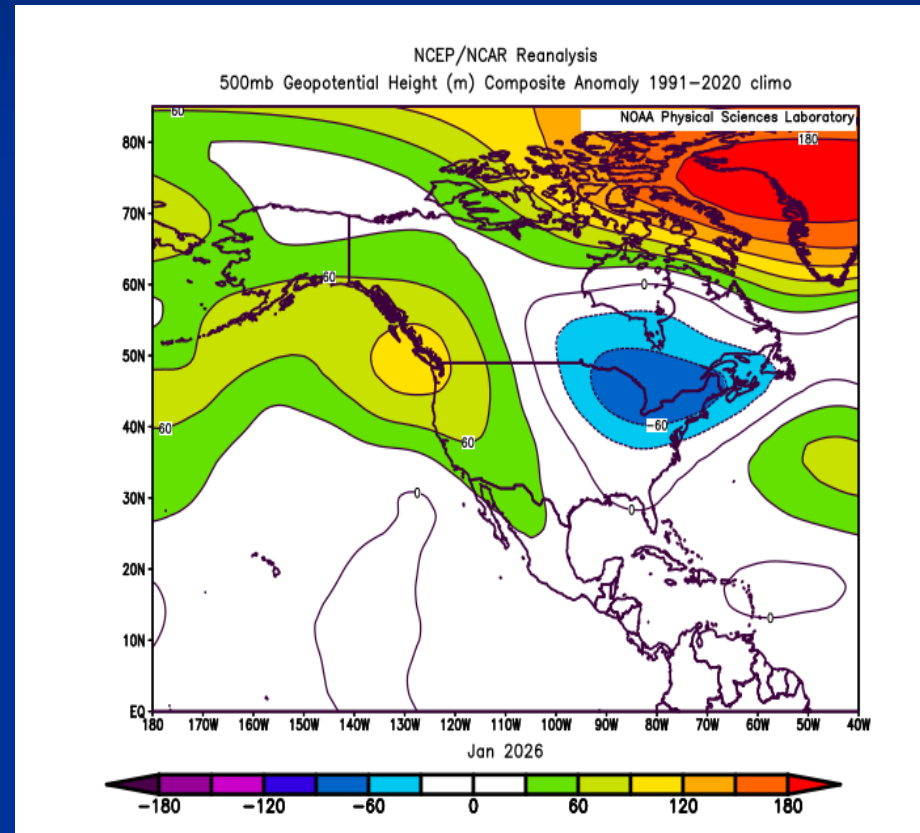 NCEP/NCAR Reanalysis
500mb Geopotential Height (m) Composite Anomaly 1991−2020 climo
NOAA Physical Sciences Laboratory
60
180
80N
70N
60N
60
0
50N
40N
60
60
−60
30N
0
0
20N
0
10N
EQ
180 170W 160W 150W 140W 130W 120W 110W 100W 90W 80W 70W 60W 50W 40W
Jan 2026
−180 −120 −60 0 60 120 180